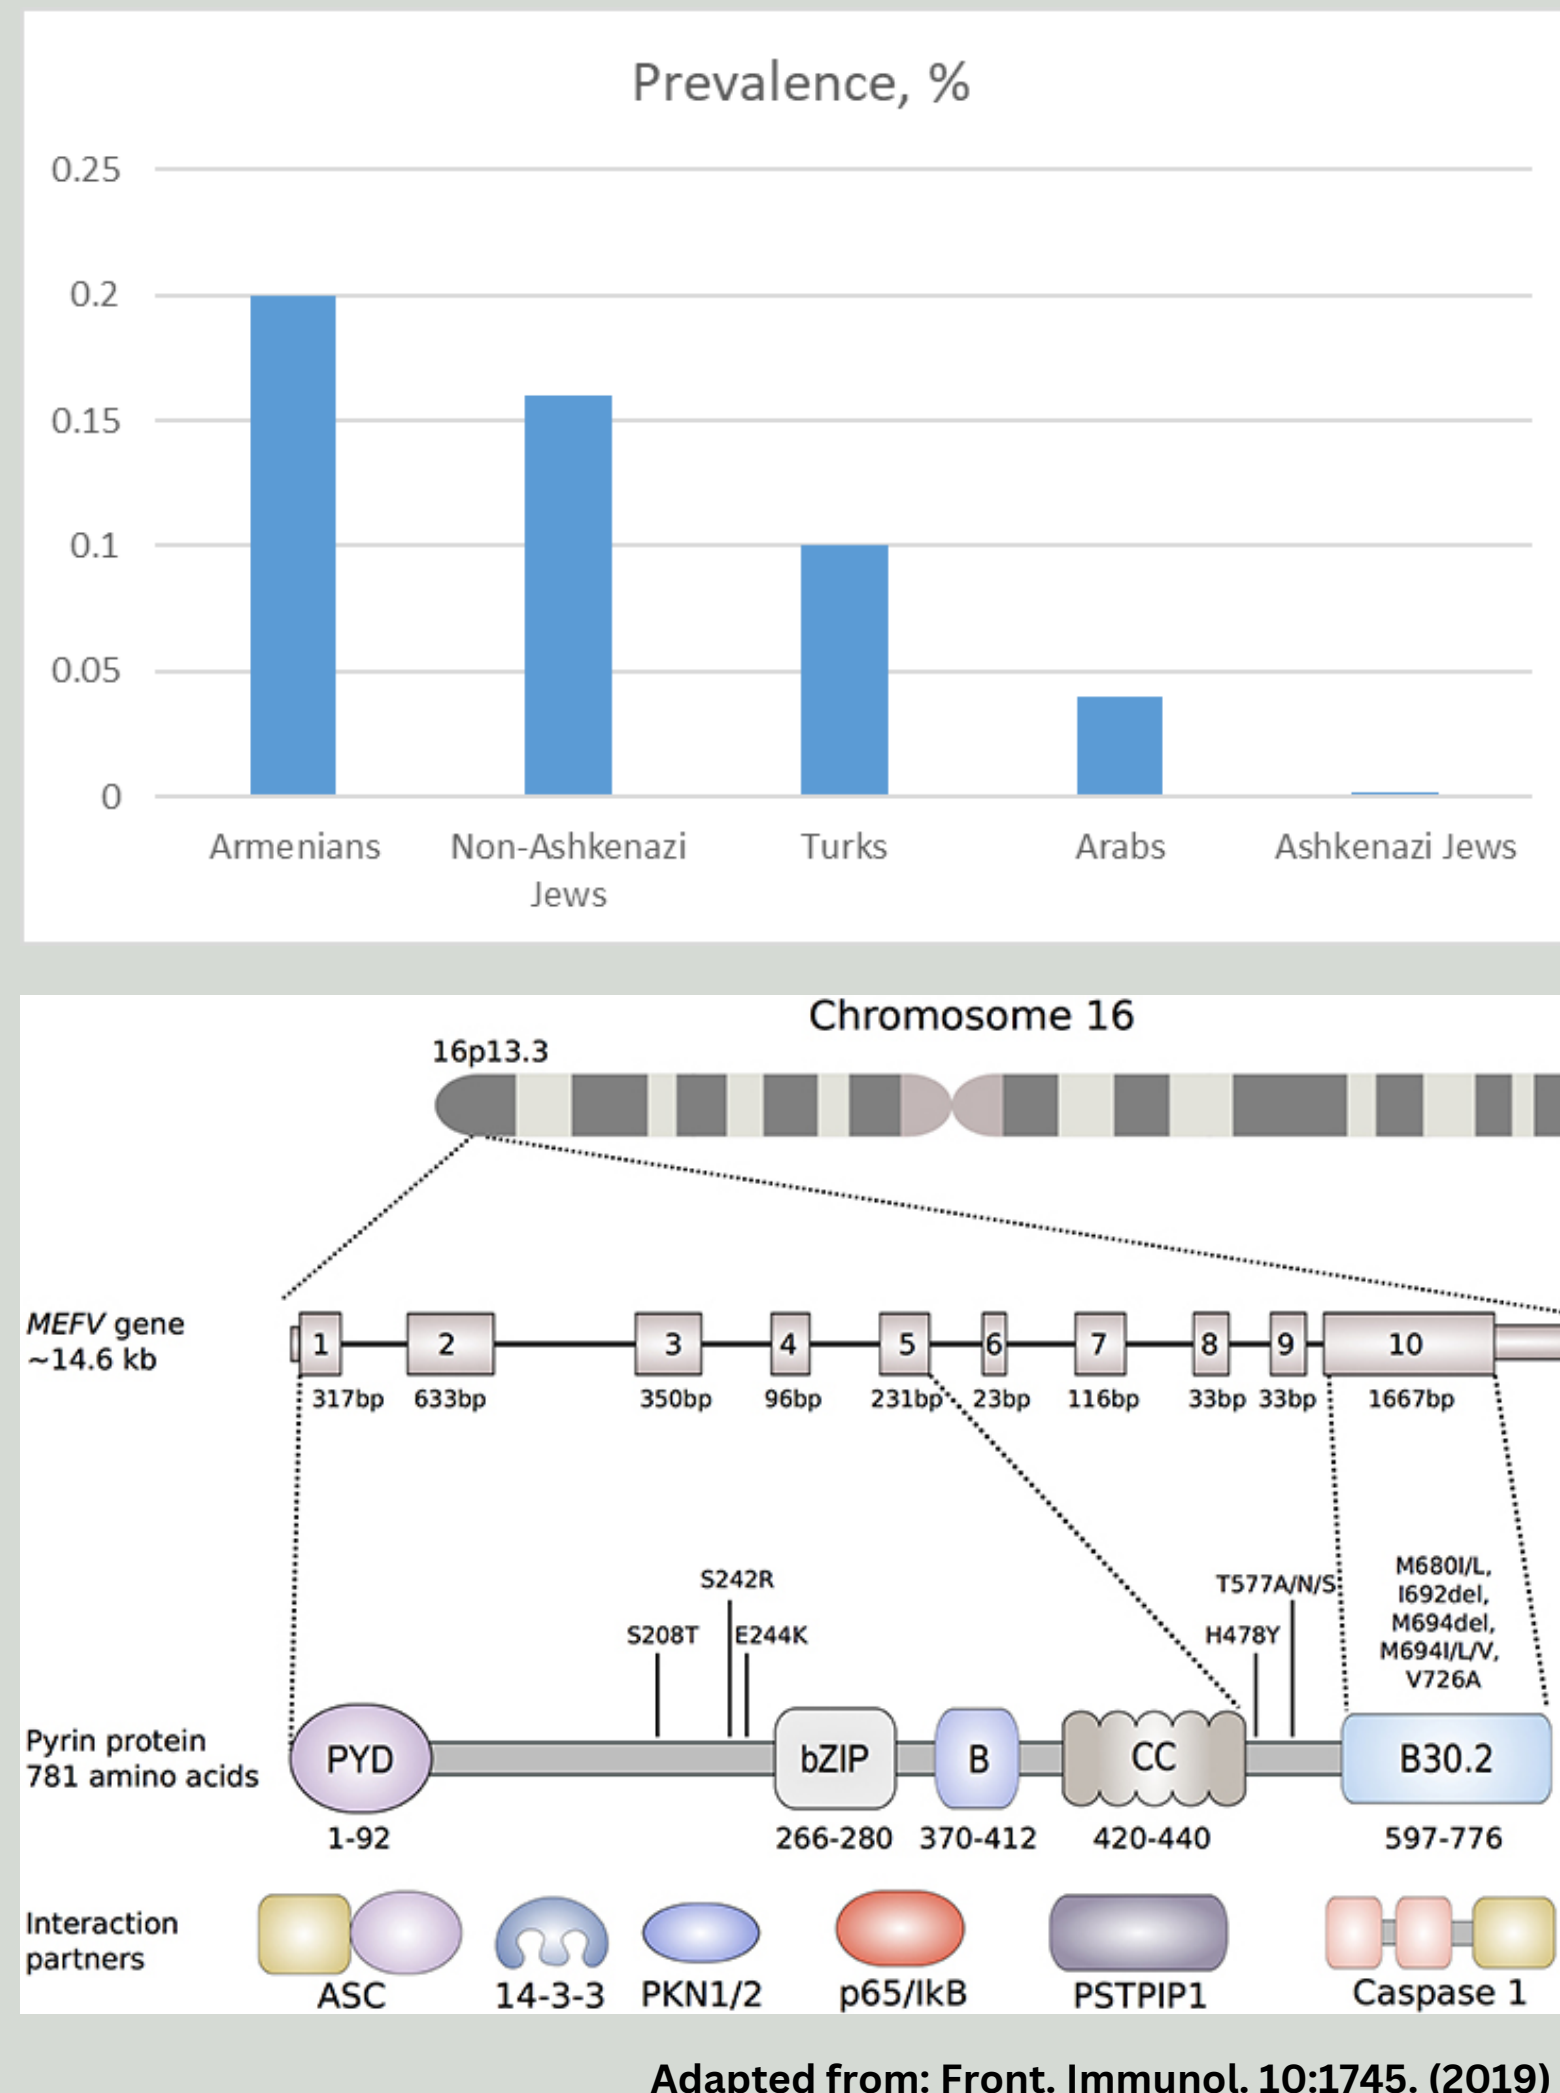 Prevalence, %
0.25
0.2
0.15
0.1
0.05
0
Armenians
Non-Ashkenazi
Jews
Turks
Arabs
Ashkenazi Jews
Chromosome 16
16p13.3
MEFV gene
~14.6 kb
1 2 3 4 5 6 7 8 9 10
317bp 633bp 350bp 96bp 231bp 23bp 116bp 33bp 33bp 1667bp
S208T
S242R
E244K
H478Y
T577A/N/S
M680I/L,
I692del,
M694del,
M694I/L/V,
V726A
Pyrin protein
781 amino acids
PYD bZIP B CC B30.2
1-92 266-280 370-412 420-440 597-776
Interaction
partners
ASC 14-3-3 PKN1/2 p65/IkB PSTPIP1 Caspase 1
Adapted from: Front. Immunol. 10:1745. (2019)